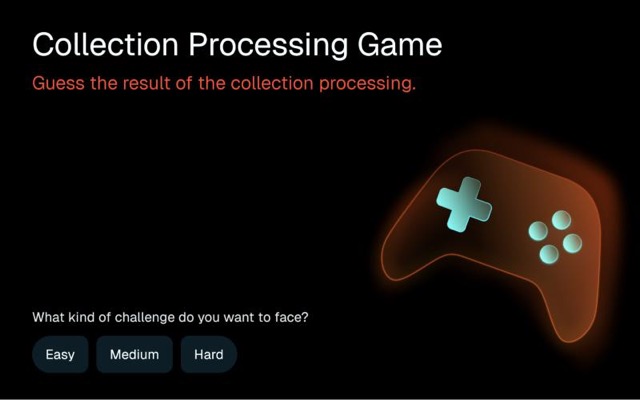 Collection Processing Game
Guess the result of the collection processing.
What kind of challenge do you want to face?
Easy
Medium
Hard